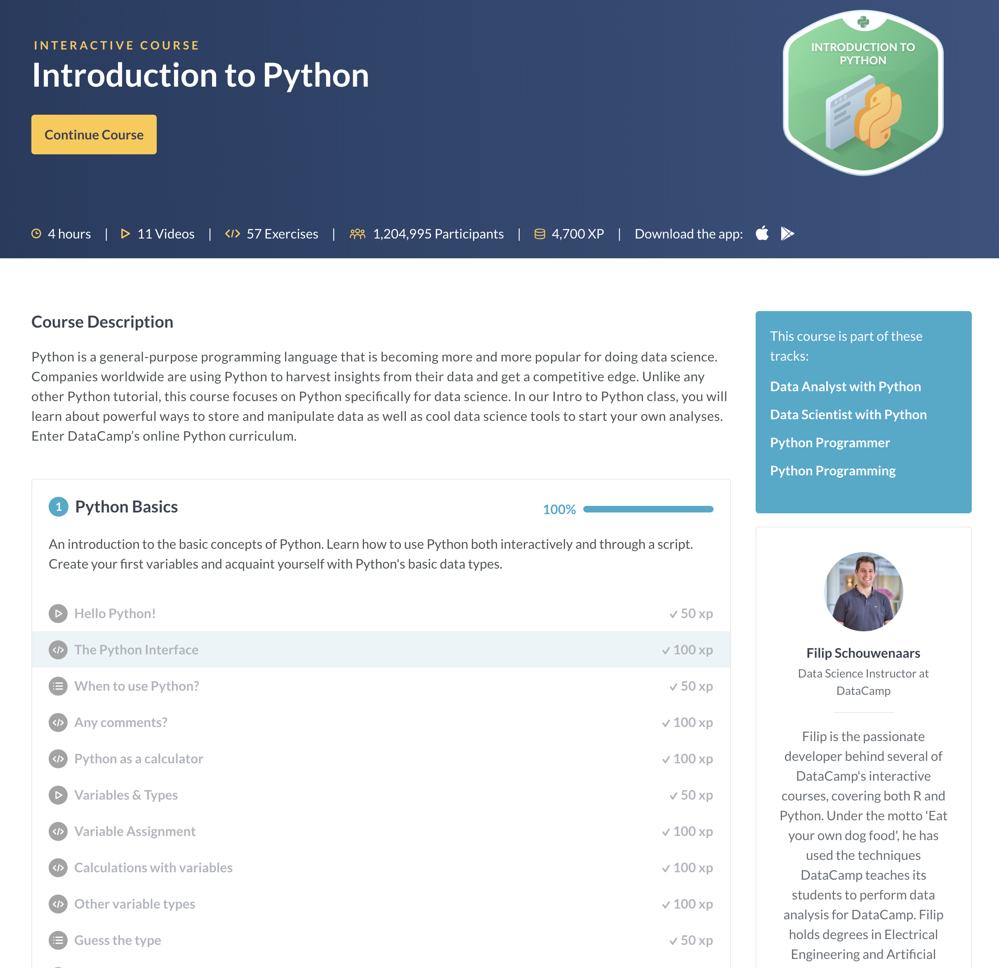 INTERACTIVE COURSE
Introduction to Python
Continue Course
INTRODUCTION TO
PYTHON
4 hours | 11 Videos | 57 Exercises | 1,204,995 Participants | 4,700 XP | Download the app:
Course Description
Python is a general-purpose programming language that is becoming more and more popular for doing data science.
Companies worldwide are using Python to harvest insights from their data and get a competitive edge. Unlike any
other Python tutorial, this course focuses on Python specifically for data science. In our Intro to Python class, you will
learn about powerful ways to store and manipulate data as well as cool data science tools to start your own analyses.
Enter DataCamp’s online Python curriculum.
1 Python Basics 100%
An introduction to the basic concepts of Python. Learn how to use Python both interactively and through a script.
Create your first variables and acquaint yourself with Python's basic data types.
Hello Python! 50 xp
The Python Interface 100 xp
When to use Python? 50 xp
Any comments? 100 xp
Python as a calculator 100 xp
Variables & Types 50 xp
Variable Assignment 100 xp
Calculations with variables 100 xp
Other variable types 100 xp
Guess the type 50 xp
This course is part of these
tracks:
Data Analyst with Python
Data Scientist with Python
Python Programmer
Python Programming
Filip Schouwenaars
Data Science Instructor at
DataCamp
Filip is the passionate
developer behind several of
DataCamp's interactive
courses, covering both R and
Python. Under the motto 'Eat
your own dog food', he has
used the techniques
DataCamp teaches its
students to perform data
analysis for DataCamp. Filip
holds degrees in Electrical
Engineering and Artificial